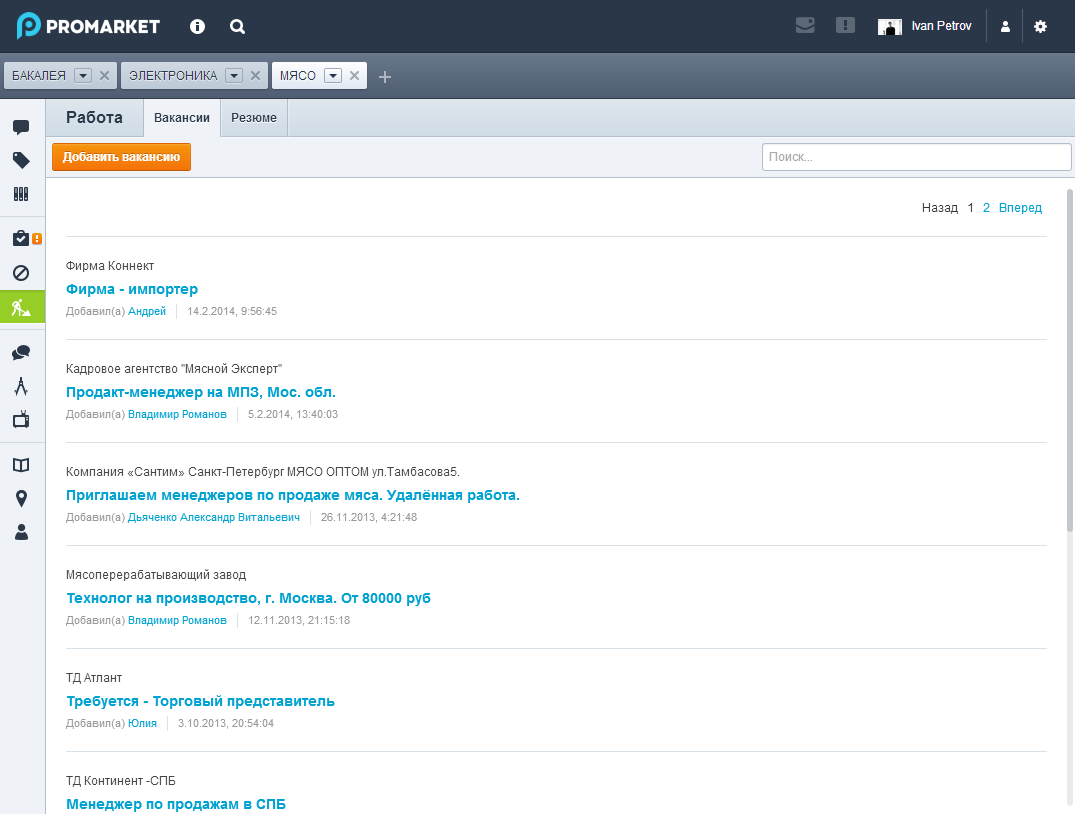 PROMARKET
Ivan Petrov
БАКАЛЕЯ ЭЛЕКТРОНИКА МЯСО
Работа Вакансии Резюме
Добавить вакансию Поиск...
Назад 1 2 Вперед
Фирма Коннект
Фирма - импортер
Добавил(а) Андрей 14.2.2014, 9:56:45
Кадровое агентство "Мясной Эксперт"
Продакт-менеджер на МПЗ, Мос. обл.
Добавил(а) Владимир Романов 5.2.2014, 13:40:03
Компания «Сантим» Санкт-Петербург МЯСО ОПТОМ ул.Тамбасова5.
Приглашаем менеджеров по продаже мяса. Удалённая работа.
Добавил(а) Дьяченко Александр Витальевич 26.11.2013, 4:21:48
Мясоперерабатывающий завод
Технолог на производство, г. Москва. От 80000 руб
Добавил(а) Владимир Романов 12.11.2013, 21:15:18
ТД Атлант
Требуется - Торговый представитель
Добавил(а) Юлия 3.10.2013, 20:54:04
ТД Континент -СПБ
Менеджер по продажам в СПБ